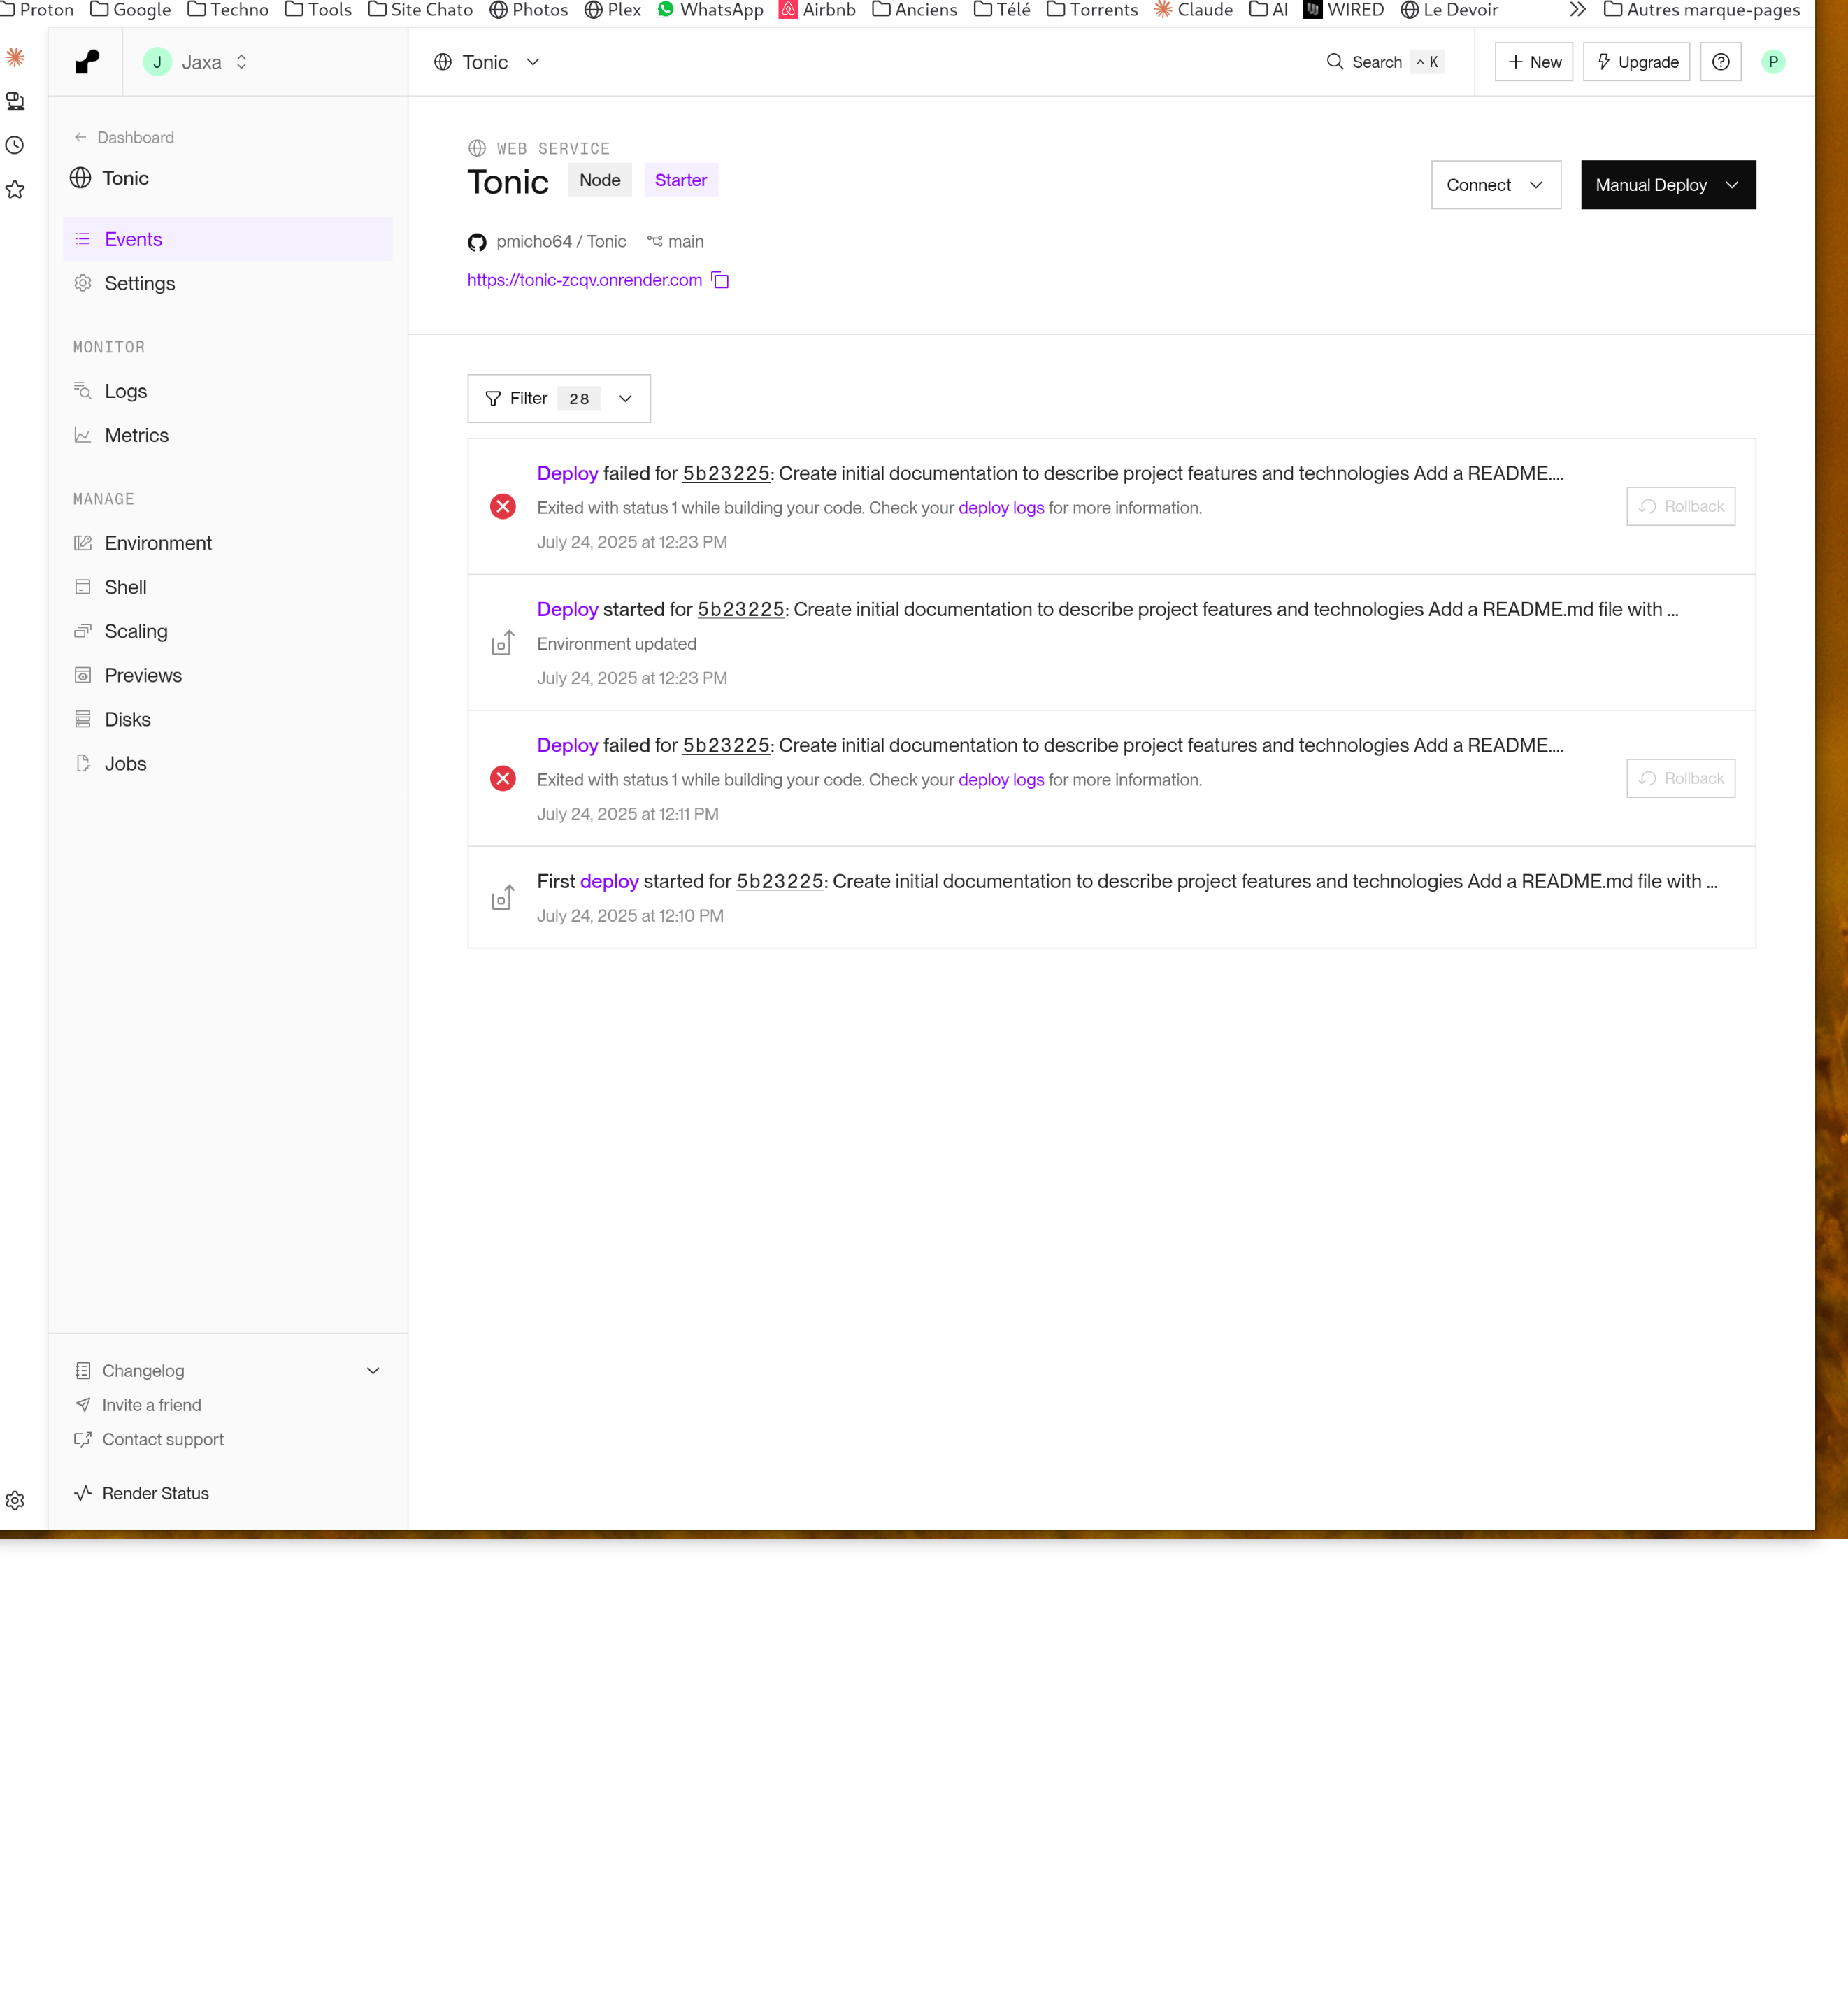 Proton Google Techno Tools Site Chato Photos Plex WhatsApp Airbnb Anciens Télé Torrents Claude AI WIRED Le Devoir Autres marque-pages
J Jaxa
Tonic
Search ^ K
+ New
Upgrade
P
← Dashboard
Tonic
Events
Settings
MONITOR
Logs
Metrics
MANAGE
Environment
Shell
Scaling
Previews
Disks
Jobs
Changelog
Invite a friend
Contact support
Render Status
WEB SERVICE
Tonic Node Starter
Connect
Manual Deploy
pmicho64 / Tonic main
https://tonic-zcqv.onrender.com
Filter 28
Deploy failed for 5b23225: Create initial documentation to describe project features and technologies Add a README....
Exited with status 1 while building your code. Check your deploy logs for more information.
July 24, 2025 at 12:23 PM
Rollback
Deploy started for 5b23225: Create initial documentation to describe project features and technologies Add a README.md file with ...
Environment updated
July 24, 2025 at 12:23 PM
Deploy failed for 5b23225: Create initial documentation to describe project features and technologies Add a README....
Exited with status 1 while building your code. Check your deploy logs for more information.
July 24, 2025 at 12:11 PM
Rollback
First deploy started for 5b23225: Create initial documentation to describe project features and technologies Add a README.md file with ...
July 24, 2025 at 12:10 PM